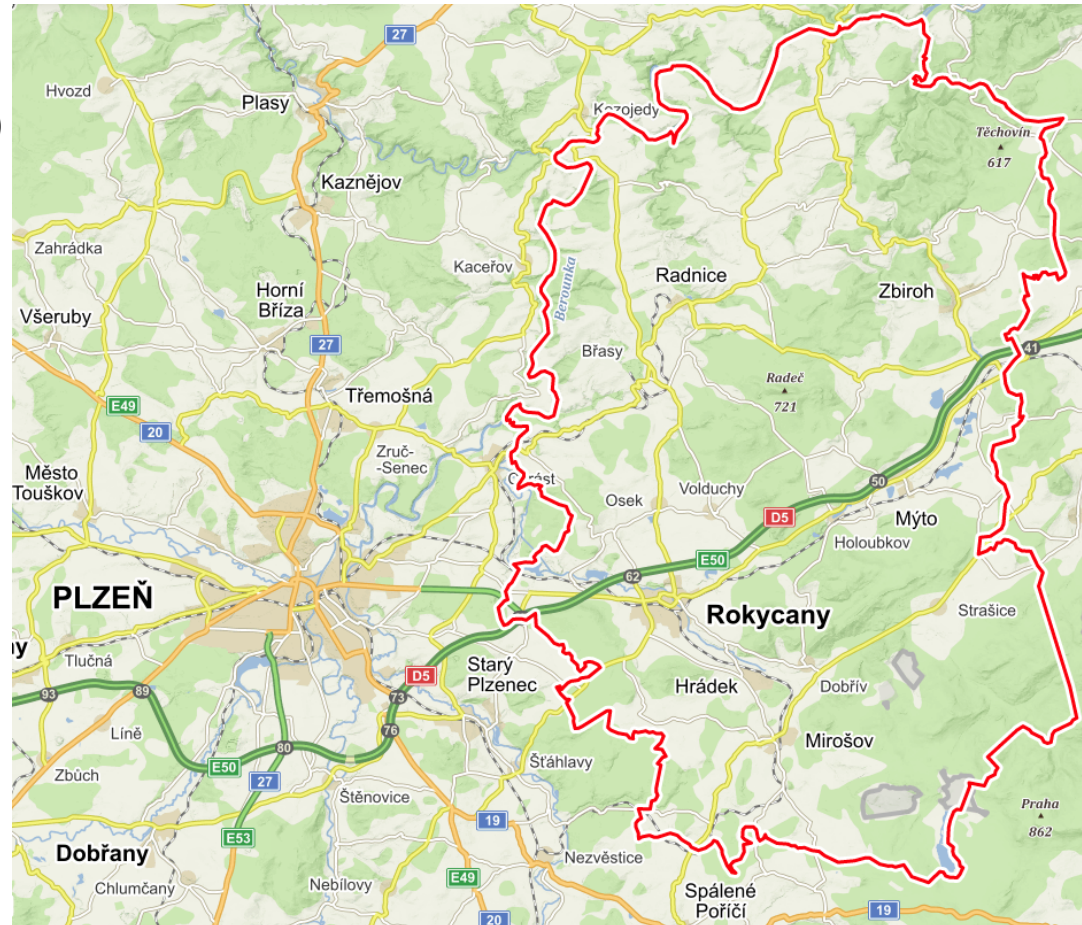 27
Hvozd
Plasy
Kozojedy
Těchovín
617
Kaznějov
Zahrádka
Kaceřov
Berounka
Radnice
Zbiroh
Horní
Bříza
Všeruby
27
41
Břasy
Radeč
721
Třemošná
E49
20
Zruč-
-Senec
Město
Touškov
Chrást
Osek
Volduchy
50
D5
Mýto
Holoubkov
E50
62
PLZEŇ
Rokycany
Strašice
ny
Tlučná
Starý
Plzenec
D5
Hrádek
Dobřív
93
89
73
Líně
76
80
Mirošov
E50
Šťáhlavy
Zbůch
27
Štěnovice
Praha
862
19
E53
Dobřany
Nezvěstice
Chlumčany
Nebílovy
E49
Spálené
Poříčí
19
20